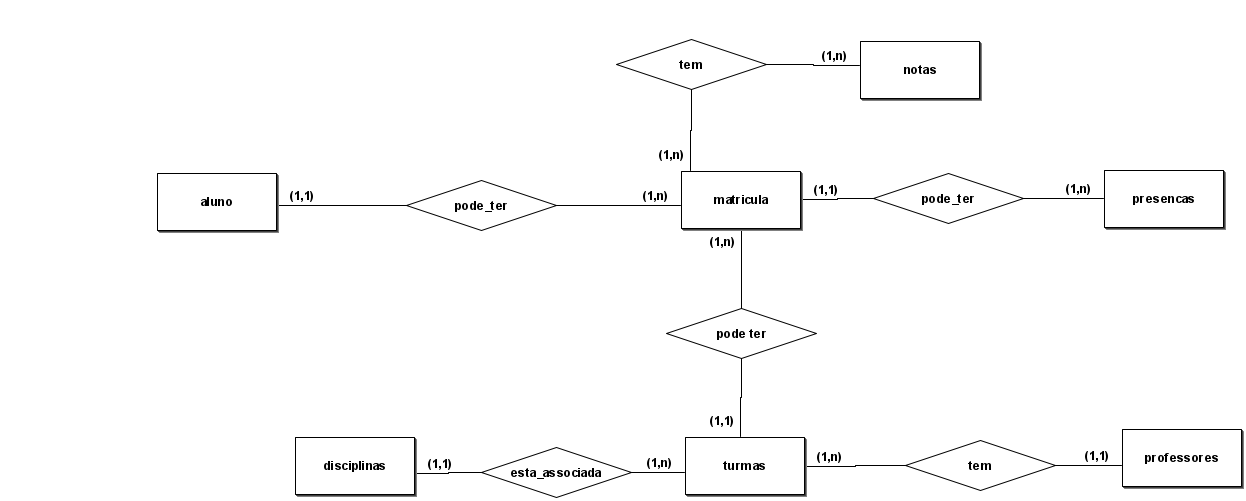 (1,n)
tem
notas
(1,n)
aluno
(1,1)
pode_ter
(1,n)
matricula
(1,1)
pode_ter
(1,n)
presencas
(1,n)
pode ter
(1,1)
disciplinas
(1,1)
esta_associada
(1,n)
turmas
(1,n)
tem
(1,1)
professores